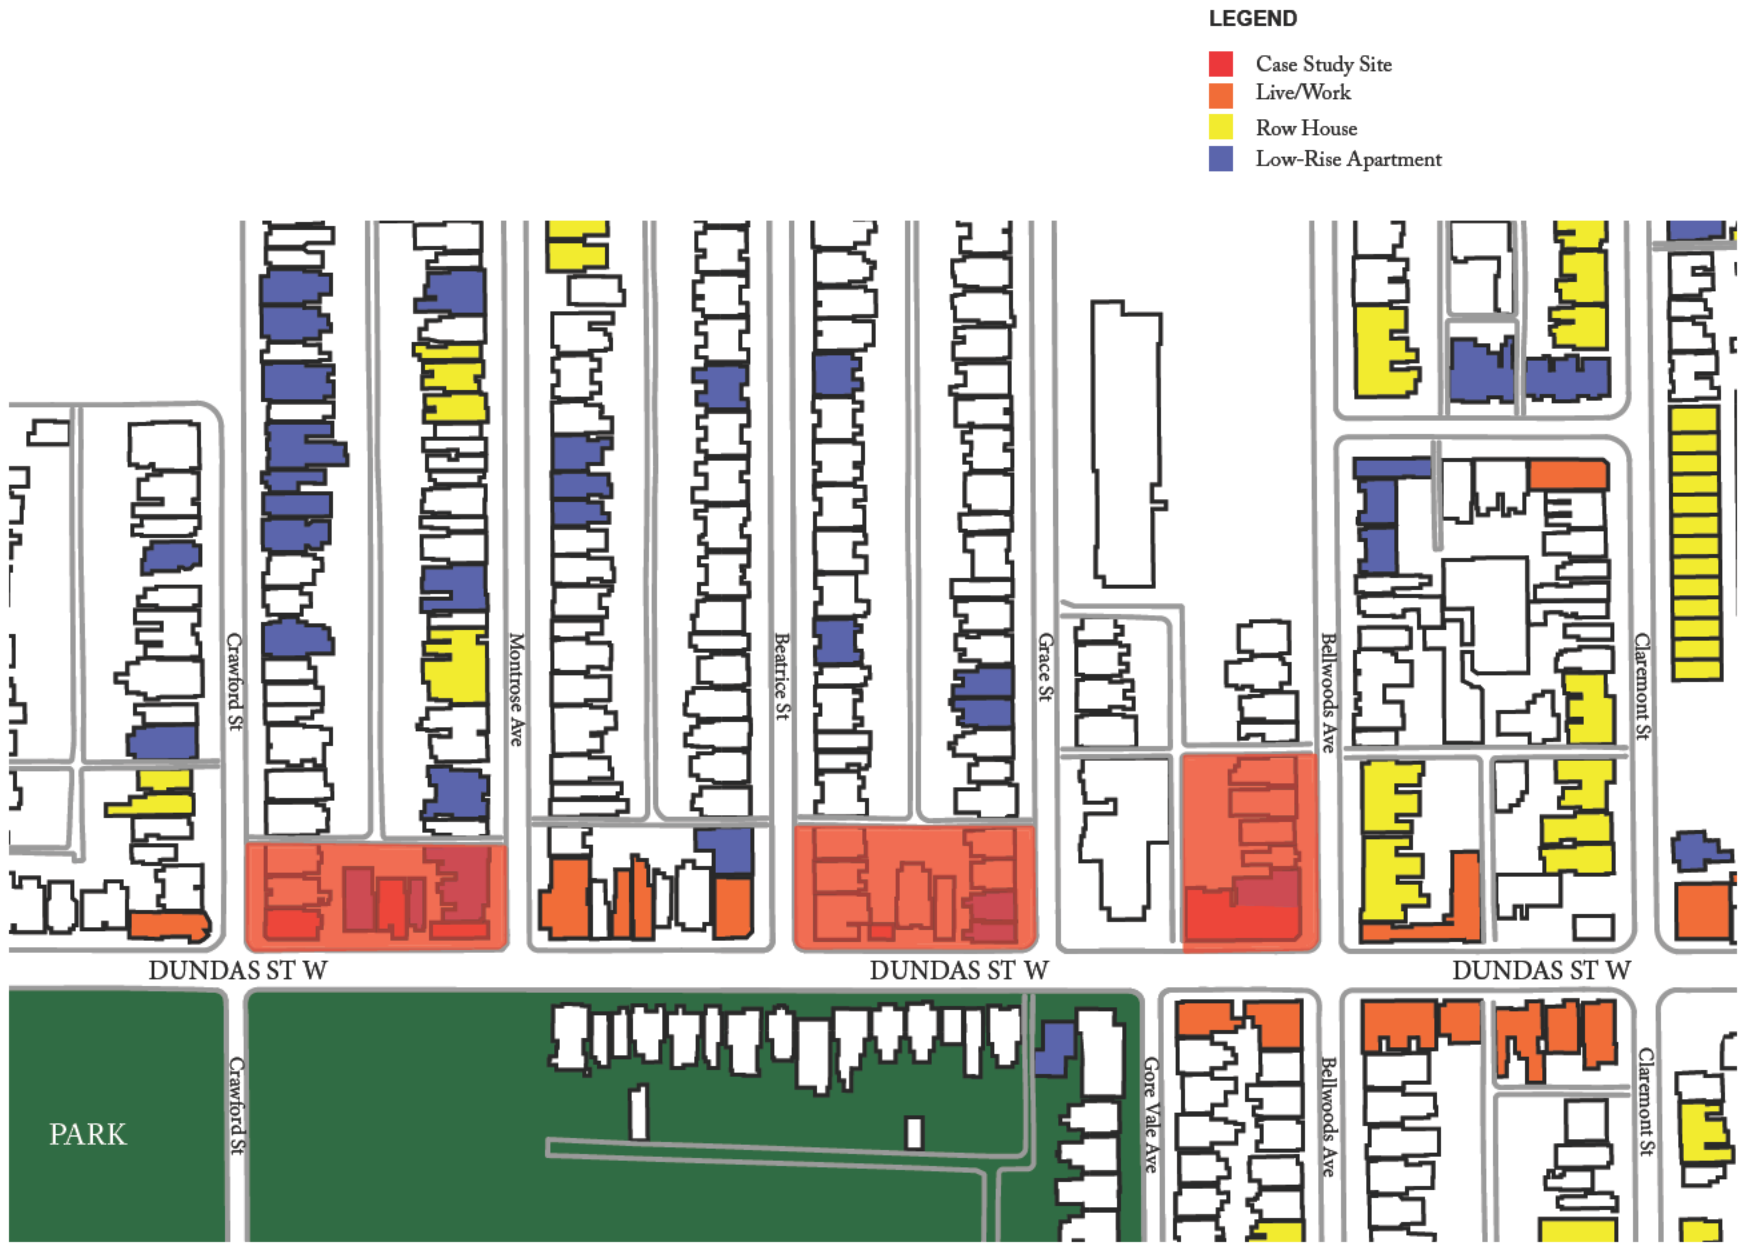 LEGEND
Case Study Site
Live/Work
Row House
Low-Rise Apartment
Crawford St
Montrose Ave
Beatrice St
Grace St
Bellwoods Ave
Claremont St
DUNDAS ST W
DUNDAS ST W
DUNDAS ST W
PARK
Crawford St
Gore Vale Ave
Bellwoods Ave
Claremont St